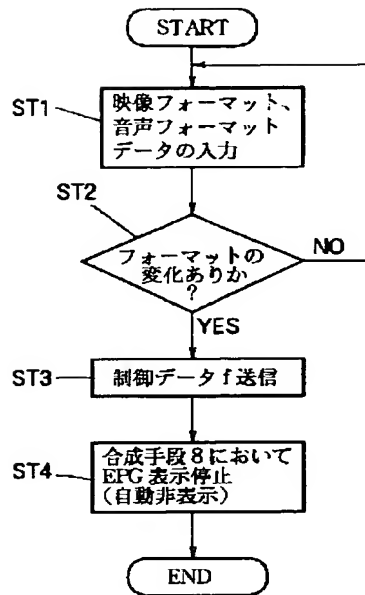 START
ST1
映像フォーマット、
音声フォーマット
データの入力
ST2
フォーマットの
変化ありか
?
NO
YES
ST3
制御データf送信
ST4
合成手段8において
EPG表示停止
(自動非表示)
END